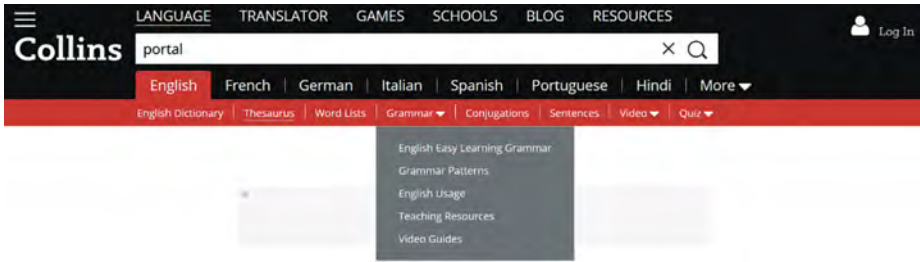 LANGUAGE TRANSLATOR GAMES SCHOOLS BLOG RESOURCES
Log In
Collins
portal
English French German Italian Spanish Portuguese Hindi More
English Dictionary Thesaurus Word Lists Grammar Conjugations Sentences Video Quiz
English Easy Learning Grammar
Grammar Patterns
English Usage
Teaching Resources
Video Guides